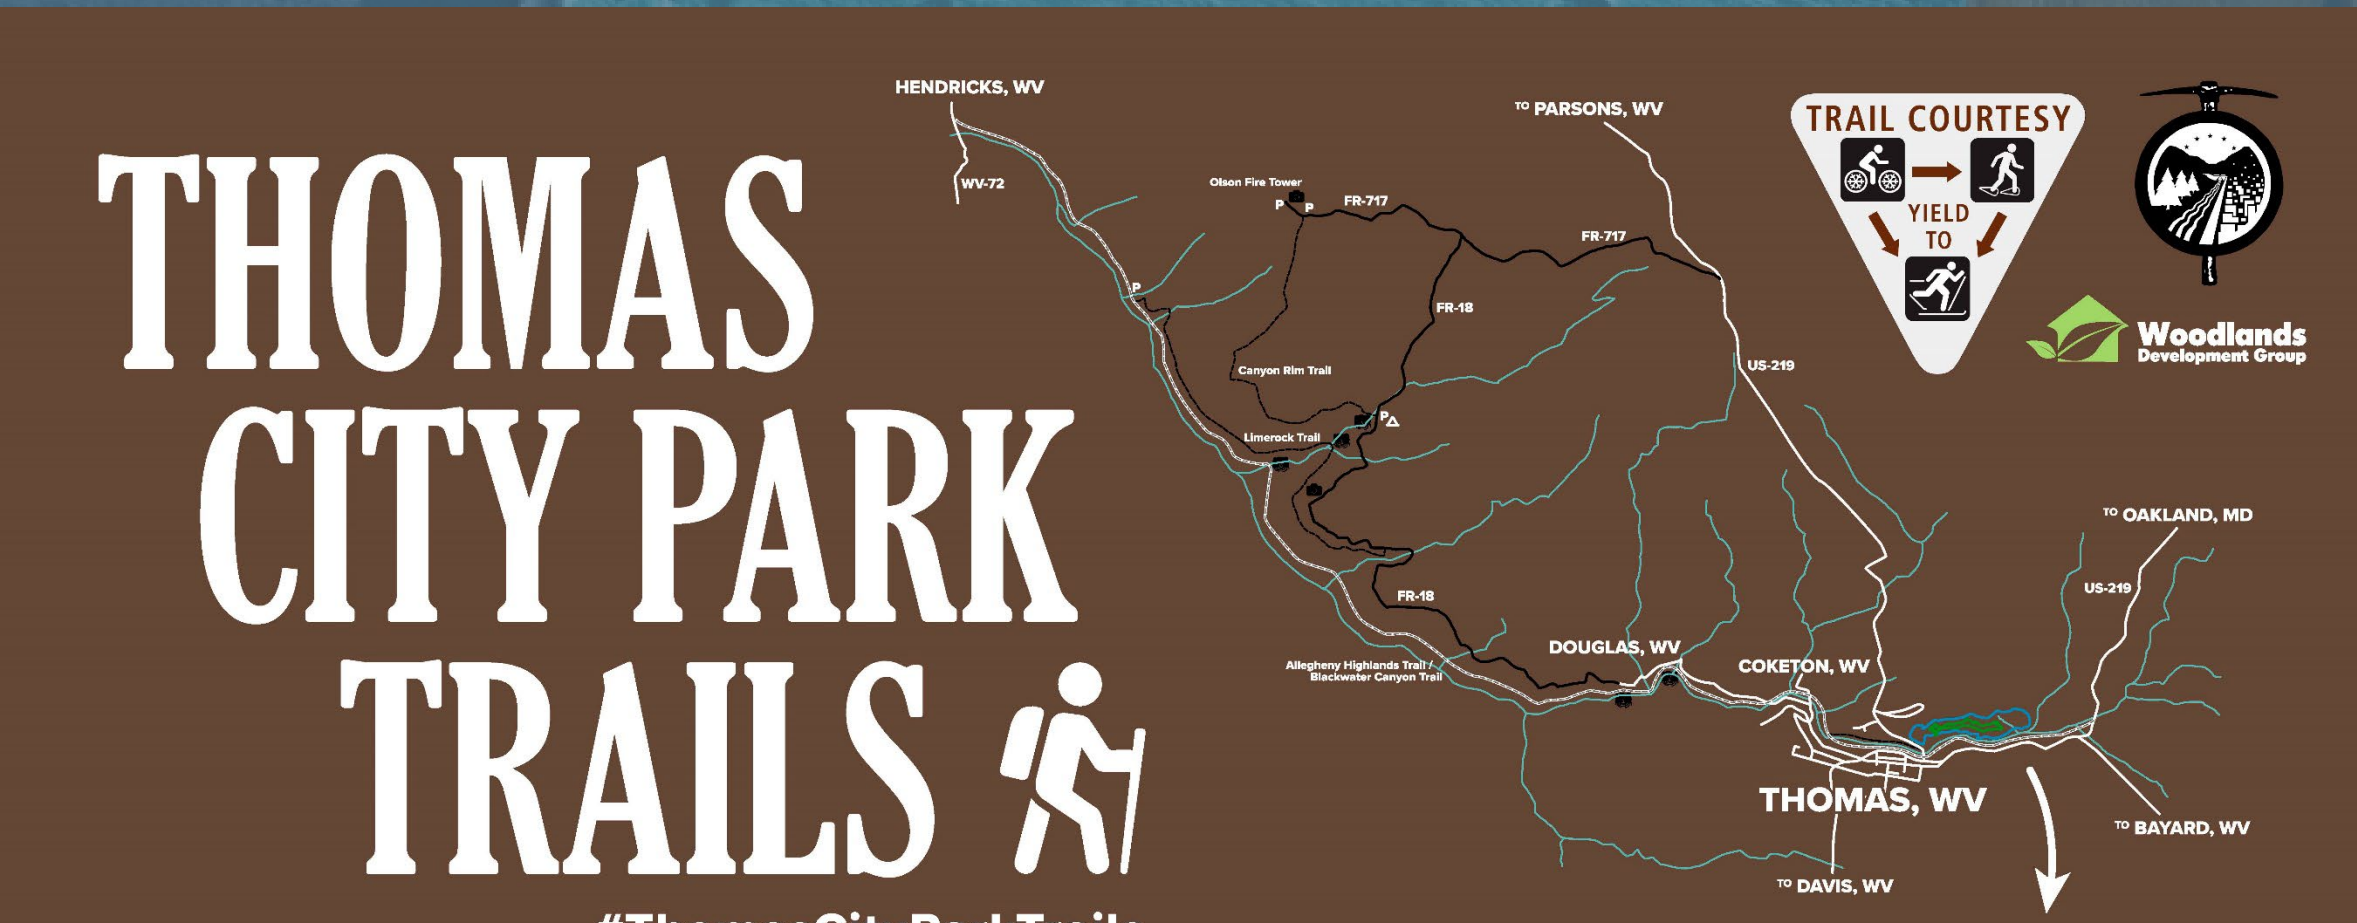 THOMAS
CITY PARK
TRAILS
HENDRICKS, WV
WV-72
Olson Fire Tower
P
P
FR-717
TO PARSONS, WV
FR-717
FR-18
P
US-219
Canyon Rim Trail
P
Limerock Trail
FR-18
Allegheny Highlands Trail /
Blackwater Canyon Trail
DOUGLAS, WV
COKETON, WV
THOMAS, WV
TO OAKLAND, MD
US-219
TO BAYARD, WV
TO DAVIS, WV
TRAIL COURTESY
YIELD
TO
Woodlands
Development Group